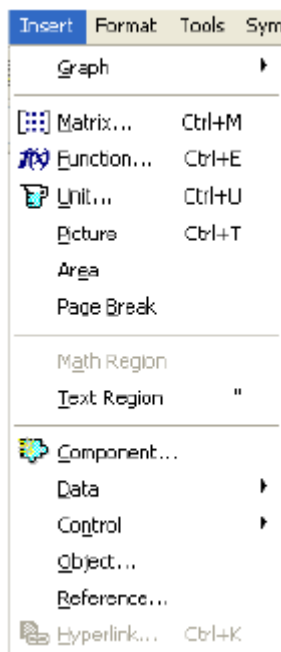 Insert Format Tools Sym
Graph
Matrix... Ctrl+M
f(x) Function... Ctrl+E
Unit... Ctrl+U
Picture Ctrl+T
Area
Page Break
Math Region
Text Region "
Component...
Data
Control
Object...
Reference...
Hyperlink... Ctrl+K